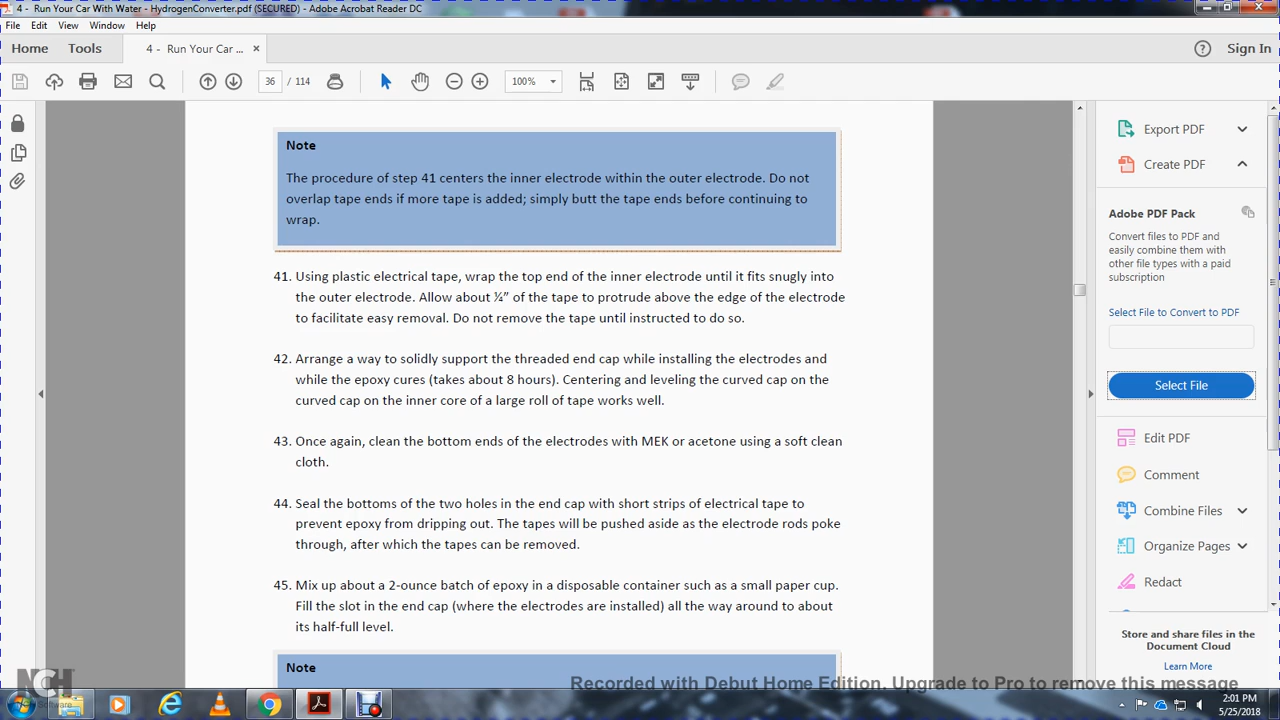 4 - Run Your Car With Water - HydrogenConverter.pdf (SECURED) - Adobe Acrobat Reader DC
File Edit View Window Help
Home Tools 4 - Run Your Car ... × Sign In
36 / 114 100%
Note
The procedure of step 41 centers the inner electrode within the outer electrode. Do not
overlap tape ends if more tape is added; simply butt the tape ends before continuing to
wrap.
41. Using plastic electrical tape, wrap the top end of the inner electrode until it fits snugly into
the outer electrode. Allow about ¼” of the tape to protrude above the edge of the electrode
to facilitate easy removal. Do not remove the tape until instructed to do so.
42. Arrange a way to solidly support the threaded end cap while installing the electrodes and
while the epoxy cures (takes about 8 hours). Centering and leveling the curved cap on the
curved cap on the inner core of a large roll of tape works well.
43. Once again, clean the bottom ends of the electrodes with MEK or acetone using a soft clean
cloth.
44. Seal the bottoms of the two holes in the end cap with short strips of electrical tape to
prevent epoxy from dripping out. The tapes will be pushed aside as the electrode rods poke
through, after which the tapes can be removed.
45. Mix up about a 2-ounce batch of epoxy in a disposable container such as a small paper cup.
Fill the slot in the end cap (where the electrodes are installed) all the way around to about
its half-full level.
Note
Export PDF
Create PDF
Adobe PDF Pack
Convert files to PDF and
easily combine them with
other file types with a paid
subscription
Select File to Convert to PDF
Select File
Edit PDF
Comment
Combine Files
Organize Pages
Redact
Store and share files in the
Document Cloud
Learn More
NCH
Software
Recorded with Debut Home Edition. Upgrade to Pro to remove this message
2:01 PM
5/25/2018